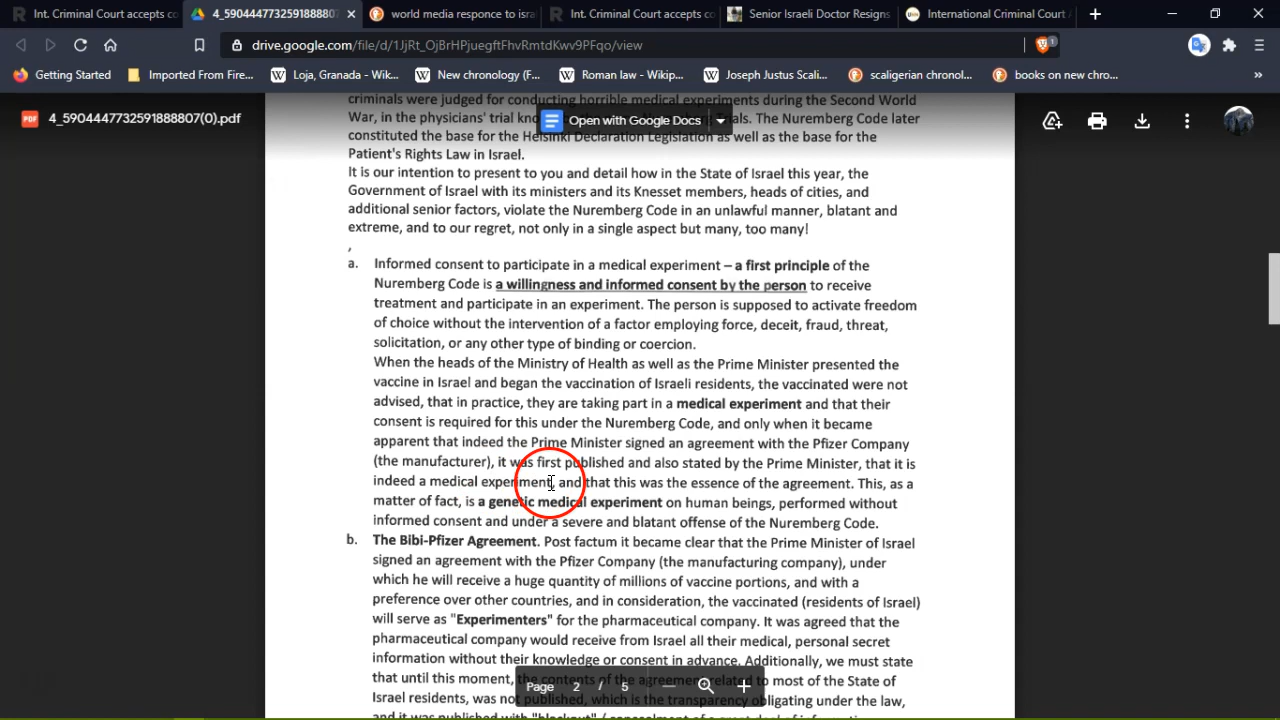 Int. Criminal Court accepts co
4_5904447732591888807
world media responce to isra
Int. Criminal Court accepts co
Senior Israeli Doctor Resigns
International Criminal Court
drive.google.com/file/d/1JjRt_OjBrHPjuegftFhvRmtdKwv9PFqo/view
1
Getting Started
Imported From Fire...
Loja, Granada - Wik...
New chronology (F...
Roman law - Wikip...
Joseph Justus Scali...
scaligerian chronol...
books on new chro...
PDF
4_5904447732591888807(0).pdf
Open with Google Docs
criminals were judged for conducting horrible medical experiments during the Second World
War, in the physicians' trial Trials. The Nuremberg Code later
constituted the base for the Helsinki Declaration Legislation as well as the base for the
Patient's Rights Law in Israel.
It is our intention to present to you and detail how in the State of Israel this year, the
Government of Israel with its ministers and its Knesset members, heads of cities, and
additional senior factors, violate the Nuremberg Code in an unlawful manner, blatant and
extreme, and to our regret, not only in a single aspect but many, too many!
,
a. Informed consent to participate in a medical experiment – a first principle of the
Nuremberg Code is a willingness and informed consent by the person to receive
treatment and participate in an experiment. The person is supposed to activate freedom
of choice without the intervention of a factor employing force, deceit, fraud, threat,
solicitation, or any other type of binding or coercion.
When the heads of the Ministry of Health as well as the Prime Minister presented the
vaccine in Israel and began the vaccination of Israeli residents, the vaccinated were not
advised, that in practice, they are taking part in a medical experiment and that their
consent is required for this under the Nuremberg Code, and only when it became
apparent that indeed the Prime Minister signed an agreement with the Pfizer Company
(the manufacturer), it was first published and also stated by the Prime Minister, that it is
indeed a medical experiment, and that this was the essence of the agreement. This, as a
matter of fact, is a genetic medical experiment on human beings, performed without
informed consent and under a severe and blatant offense of the Nuremberg Code.
b. The Bibi-Pfizer Agreement. Post factum it became clear that the Prime Minister of Israel
signed an agreement with the Pfizer Company (the manufacturing company), under
which he will receive a huge quantity of millions of vaccine portions, and with a
preference over other countries, and in consideration, the vaccinated (residents of Israel)
will serve as "Experimenters" for the pharmaceutical company. It was agreed that the
pharmaceutical company would receive from Israel all their medical, personal secret
information without their knowledge or consent in advance. Additionally, we must state
that until this moment, the contents of the agreement related to most of the State of
Israel residents, was not published, which is the transparency obligating under the law,
and it was published with "blackout" / concealment of a great deal of information
Page 2 / 5